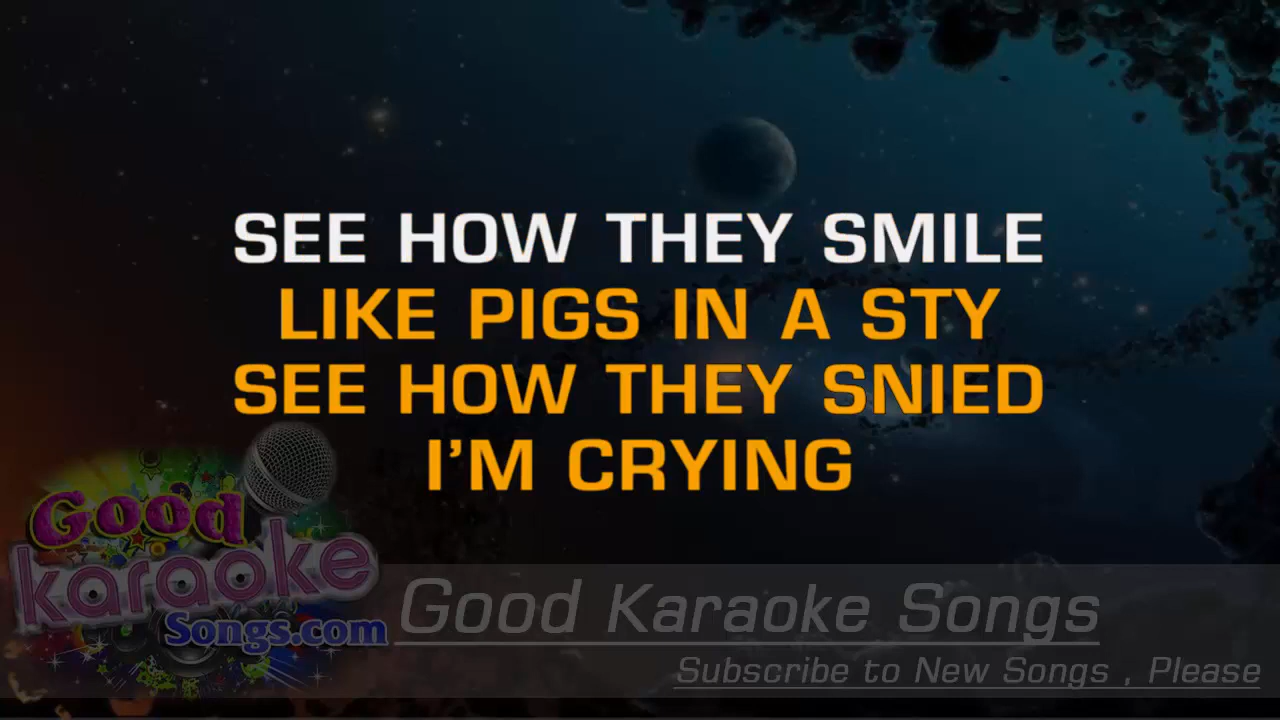 SEE HOW THEY SMILE
LIKE PIGS IN A STY
SEE HOW THEY SNIED
I'M CRYING
Good
karaoke
Songs.com
Good Karaoke Songs
Subscribe to New Songs , Please